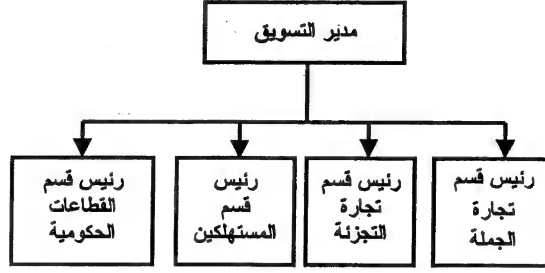 مدير التسويق
رئيس قسم
تجارة
الجملة
رئيس قسم
تجارة
التجزئة
رئيس
قسم
المستهلكين
رئيس قسم
القطاعات
الحكومية